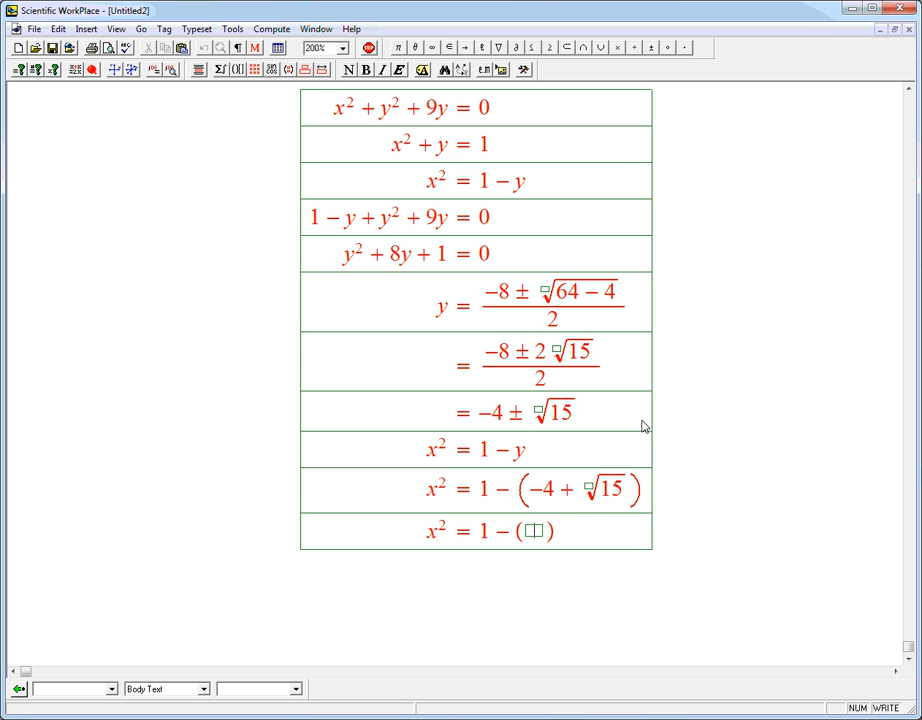 Scientific WorkPlace - [Untitled2]
File Edit Insert View Go Tag Typeset Tools Compute Window Help
200% STOP π θ ∞ ∈ → ℓ ∇ ∂ ≤ ≥ ⊂ ∩ ∪ × ÷ ± ∘ ·
N B I E
x² + y² + 9y = 0
x² + y = 1
x² = 1 − y
1 − y + y² + 9y = 0
y² + 8y + 1 = 0
y = (−8 ± √(64 − 4))/2
= (−8 ± 2√15)/2
= −4 ± √15
x² = 1 − y
x² = 1 − (−4 + √15)
x² = 1 − ( )
Body Text
NUM WRITE